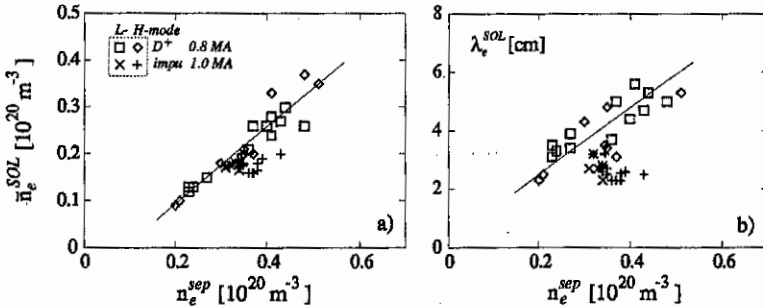 L- H-mode
□ ◇ D⁺ 0.8 MA
× + impu 1.0 MA
n̄ₑ^SOL [10²⁰ m⁻³]
0.5
0.4
0.3
0.2
0.1
0
0 0.2 0.4 0.6
nₑ^sep [10²⁰ m⁻³]
a)
λₑ^SOL [cm]
8
6
4
2
0
0 0.2 0.4 0.6
nₑ^sep [10²⁰ m⁻³]
b)